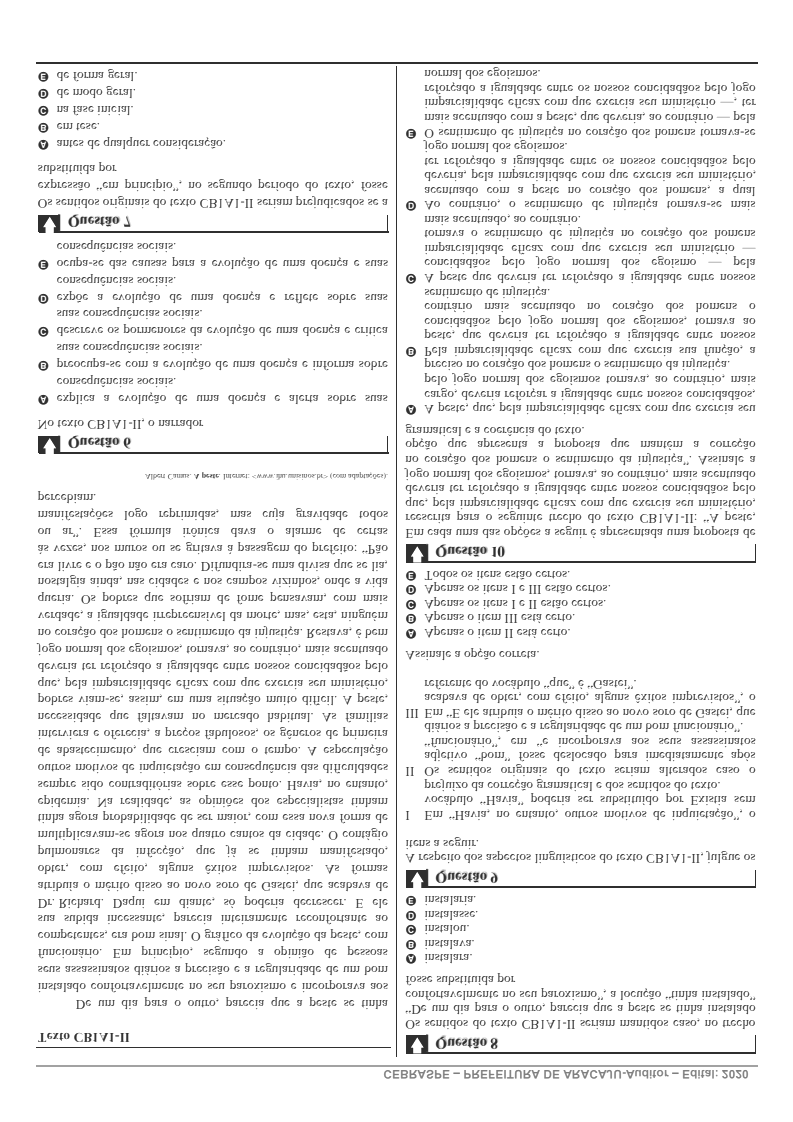 CEBRASPE – PREFEITURA DE ARACAJU-Auditor – Edital: 2020
Texto CB1A1-II
De um dia para o outro, parecia que a peste se tinha
instalado confortavelmente no seu paroxismo e incorporava aos
seus assassinatos diários a precisão e a regularidade de um bom
funcionário. Em princípio, segundo a opinião de pessoas
competentes, era bom sinal. O gráfico da evolução da peste, com
sua subida incessante, parecia inteiramente reconfortante ao
Dr. Richard. Daqui em diante, só poderia decrescer. E ele
atribuía o mérito disso ao novo soro de Castel, que acabava de
obter, com efeito, alguns êxitos imprevistos. As formas
pulmonares da infecção, que já se tinham manifestado,
multiplicavam-se agora nos quatro cantos da cidade. O contágio
tinha agora probabilidade de ser maior, com essa nova forma de
epidemia. Na realidade, as opiniões dos especialistas tinham
sempre sido contraditórias sobre esse ponto. Havia, no entanto,
outros motivos de inquietação em consequência das dificuldades
de abastecimento, que cresciam com o tempo. A especulação
interviera e oferecia, a preços fabulosos, os gêneros de primeira
necessidade que faltavam no mercado habitual. As famílias
pobres viam-se, assim, em uma situação muito difícil. A peste,
que, pela imparcialidade eficaz com que exercia seu ministério,
deveria ter reforçado a igualdade entre nossos concidadãos pelo
jogo normal dos egoísmos, tornava, ao contrário, mais acentuado
no coração dos homens o sentimento da injustiça. Restava, é bem
verdade, a igualdade irrepreensível da morte, mas, esta, ninguém
queria. Os pobres que sofriam de fome pensavam, com mais
nostalgia ainda, nas cidades e nos campos vizinhos, onde a vida
era livre e o pão não era caro. Difundira-se uma divisa que se lia,
às vezes, nos muros ou se gritava à passagem do prefeito: “Pão
ou ar”. Essa fórmula irônica dava o alarme de certas
manifestações logo reprimidas, mas cuja gravidade todos
percebiam.
Albert Camus. A peste. Internet: <www.ihu.unisinos.br> (com adaptações).
Questão 6
No texto CB1A1-II, o narrador
A explica a evolução de uma doença e alerta sobre suas
consequências sociais.
B preocupa-se com a evolução de uma doença e informa sobre
suas consequências sociais.
C descreve os pormenores da evolução de uma doença e critica
suas consequências sociais.
D expõe a evolução de uma doença e reflete sobre suas
consequências sociais.
E ocupa-se das causas para a evolução de uma doença e suas
consequências sociais.
Questão 7
Os sentidos originais do texto CB1A1-II seriam prejudicados se a
expressão “em princípio”, no segundo período do texto, fosse
substituída por
A antes de qualquer consideração.
B em tese.
C na fase inicial.
D de modo geral.
E de forma geral.
Questão 8
Os sentidos do texto CB1A1-II seriam mantidos caso, no trecho
“De um dia para o outro, parecia que a peste se tinha instalado
confortavelmente no seu paroxismo”, a locução “tinha instalado”
fosse substituída por
A instalara.
B instalava.
C instalou.
D instalasse.
E instalaria.
Questão 9
A respeito dos aspectos linguísticos do texto CB1A1-II, julgue os
itens a seguir.
I Em “Havia, no entanto, outros motivos de inquietação”, o
vocábulo “Havia” poderia ser substituído por Existia sem
prejuízo da correção gramatical e dos sentidos do texto.
II Os sentidos originais do texto seriam alterados caso o
adjetivo “bom” fosse deslocado para imediatamente após
“funcionário”, em “e incorporava aos seus assassinatos
diários a precisão e a regularidade de um bom funcionário”.
III Em “E ele atribuía o mérito disso ao novo soro de Castel, que
acabava de obter, com efeito, alguns êxitos imprevistos”, o
referente do vocábulo “que” é “Castel”.
Assinale a opção correta.
A Apenas o item II está certo.
B Apenas o item III está certo.
C Apenas os itens I e II estão certos.
D Apenas os itens I e III estão certos.
E Todos os itens estão certos.
Questão 10
Em cada uma das opções a seguir é apresentada uma proposta de
reescrita para o seguinte trecho do texto CB1A1-II: “A peste,
que, pela imparcialidade eficaz com que exercia seu ministério,
deveria ter reforçado a igualdade entre nossos concidadãos pelo
jogo normal dos egoísmos, tornava, ao contrário, mais acentuado
no coração dos homens o sentimento da injustiça”. Assinale a
opção que apresenta a proposta que mantém a correção
gramatical e a coerência do texto.
A A peste, que, pela imparcialidade eficaz com que exercia seu
cargo, deveria reforçar a igualdade entre nossos concidadãos,
pelo jogo normal dos egoísmos tornava, ao contrário, mais
preciso no coração dos homens o sentimento da injustiça.
B Pela imparcialidade eficaz com que exercia sua função, a
peste, que deveria ter reforçado a igualdade entre nossos
concidadãos pelo jogo normal dos egoísmos, tornava ao
contrário mais acentuado no coração dos homens o
sentimento de injustiça.
C A peste que deveria ter reforçado a igualdade entre nossos
concidadãos pelo jogo normal dos egoísmo — pela
imparcialidade eficaz com que exercia seu ministério —
tornava o sentimento de injustiça no coração dos homens
mais acentuado, ao contrário.
D Ao contrário, o sentimento de injustiça tornava-se mais
acentuado com a peste no coração dos homens, a qual
deveria, pela imparcialidade com que exercia seu ministério,
ter reforçado a igualdade entre os nossos concidadãos pelo
jogo normal dos egoísmos.
E O sentimento de injustiça no coração dos homens tornava-se
mais acentuado com a peste, que deveria, ao contrário — pela
imparcialidade eficaz com que exercia seu ministério —, ter
reforçado a igualdade entre os nossos concidadãos pelo jogo
normal dos egoísmos.